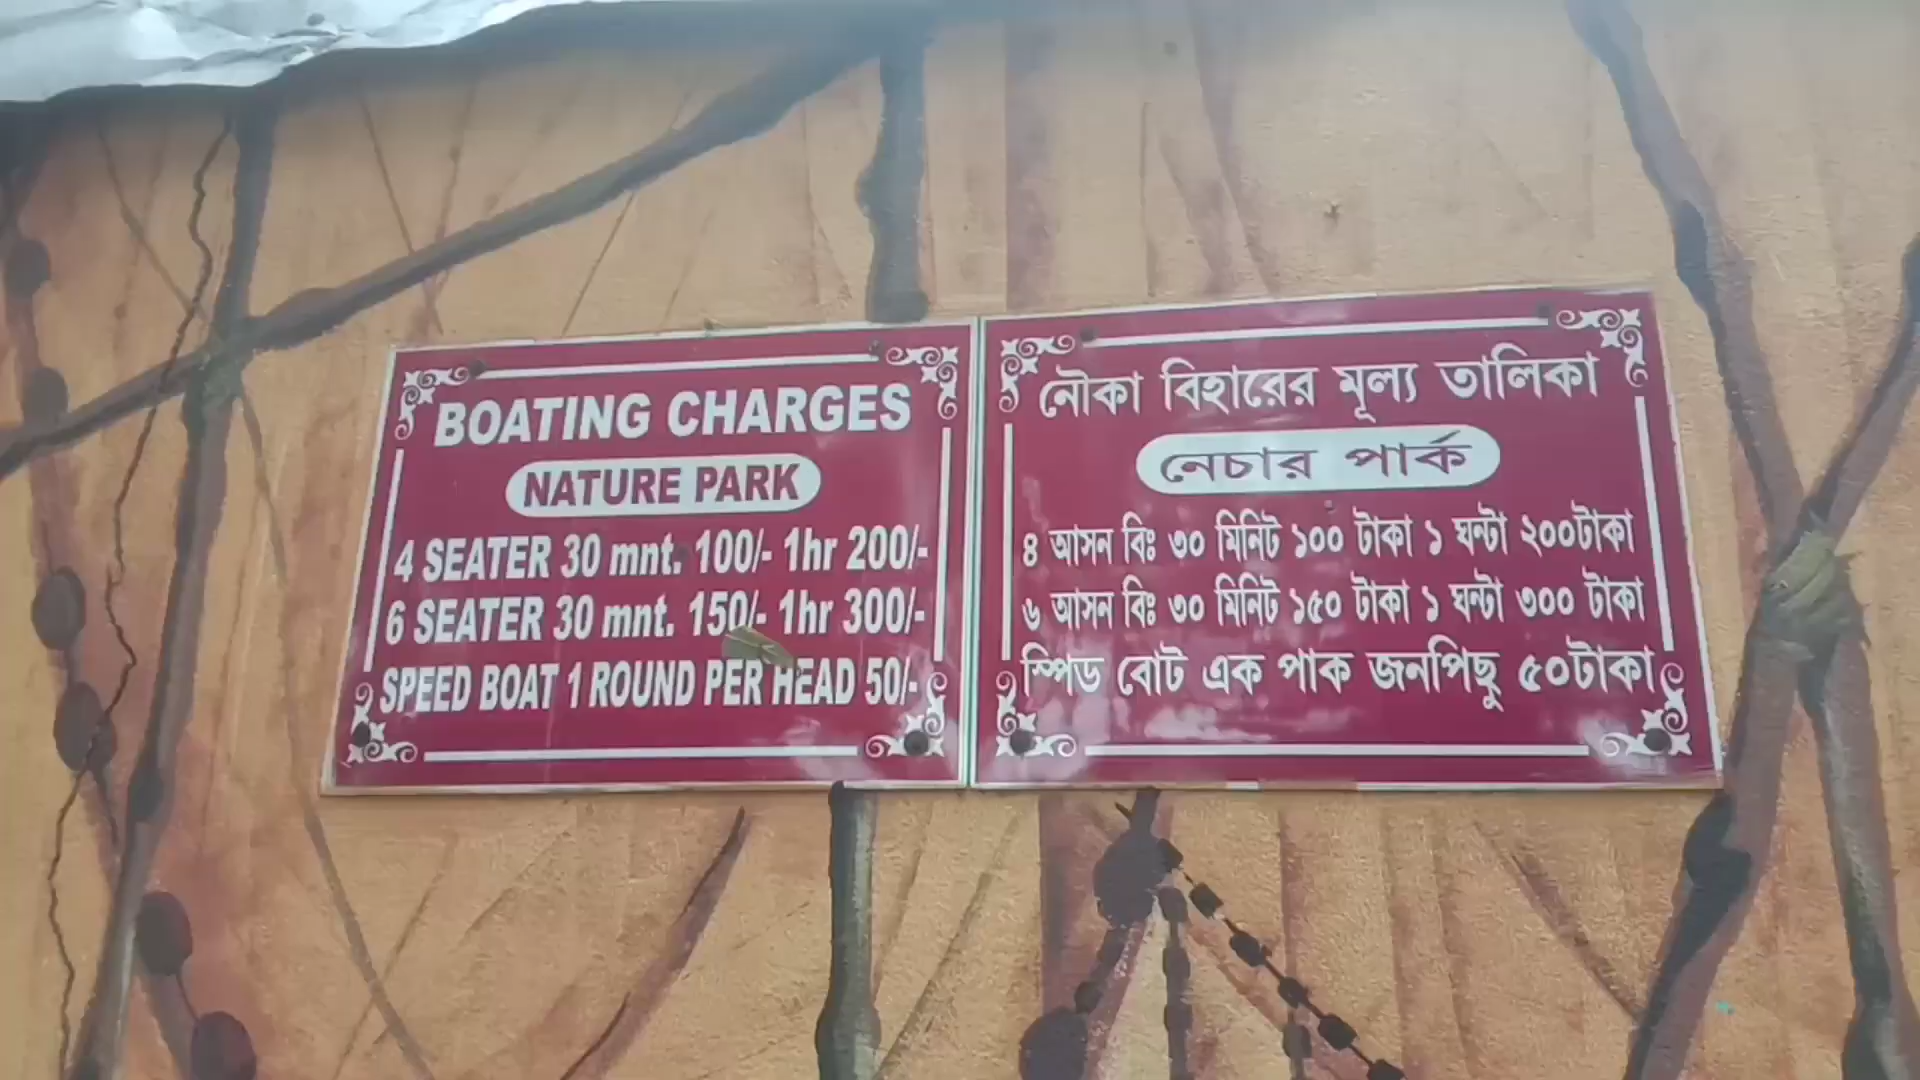 BOATING CHARGES
NATURE PARK
4 SEATER 30 mnt. 100/- 1hr 200/-
6 SEATER 30 mnt. 150/- 1hr 300/-
SPEED BOAT 1 ROUND PER HEAD 50/-
নৌকা বিহারের মূল্য তালিকা
নেচার পার্ক
৪ আসন বিঃ ৩০ মিনিট ১০০ টাকা ১ ঘন্টা ২০০টাকা
৬ আসন বিঃ ৩০ মিনিট ১৫০ টাকা ১ ঘন্টা ৩০০ টাকা
স্পিড বোট এক পাক জনপিছু ৫০টাকা